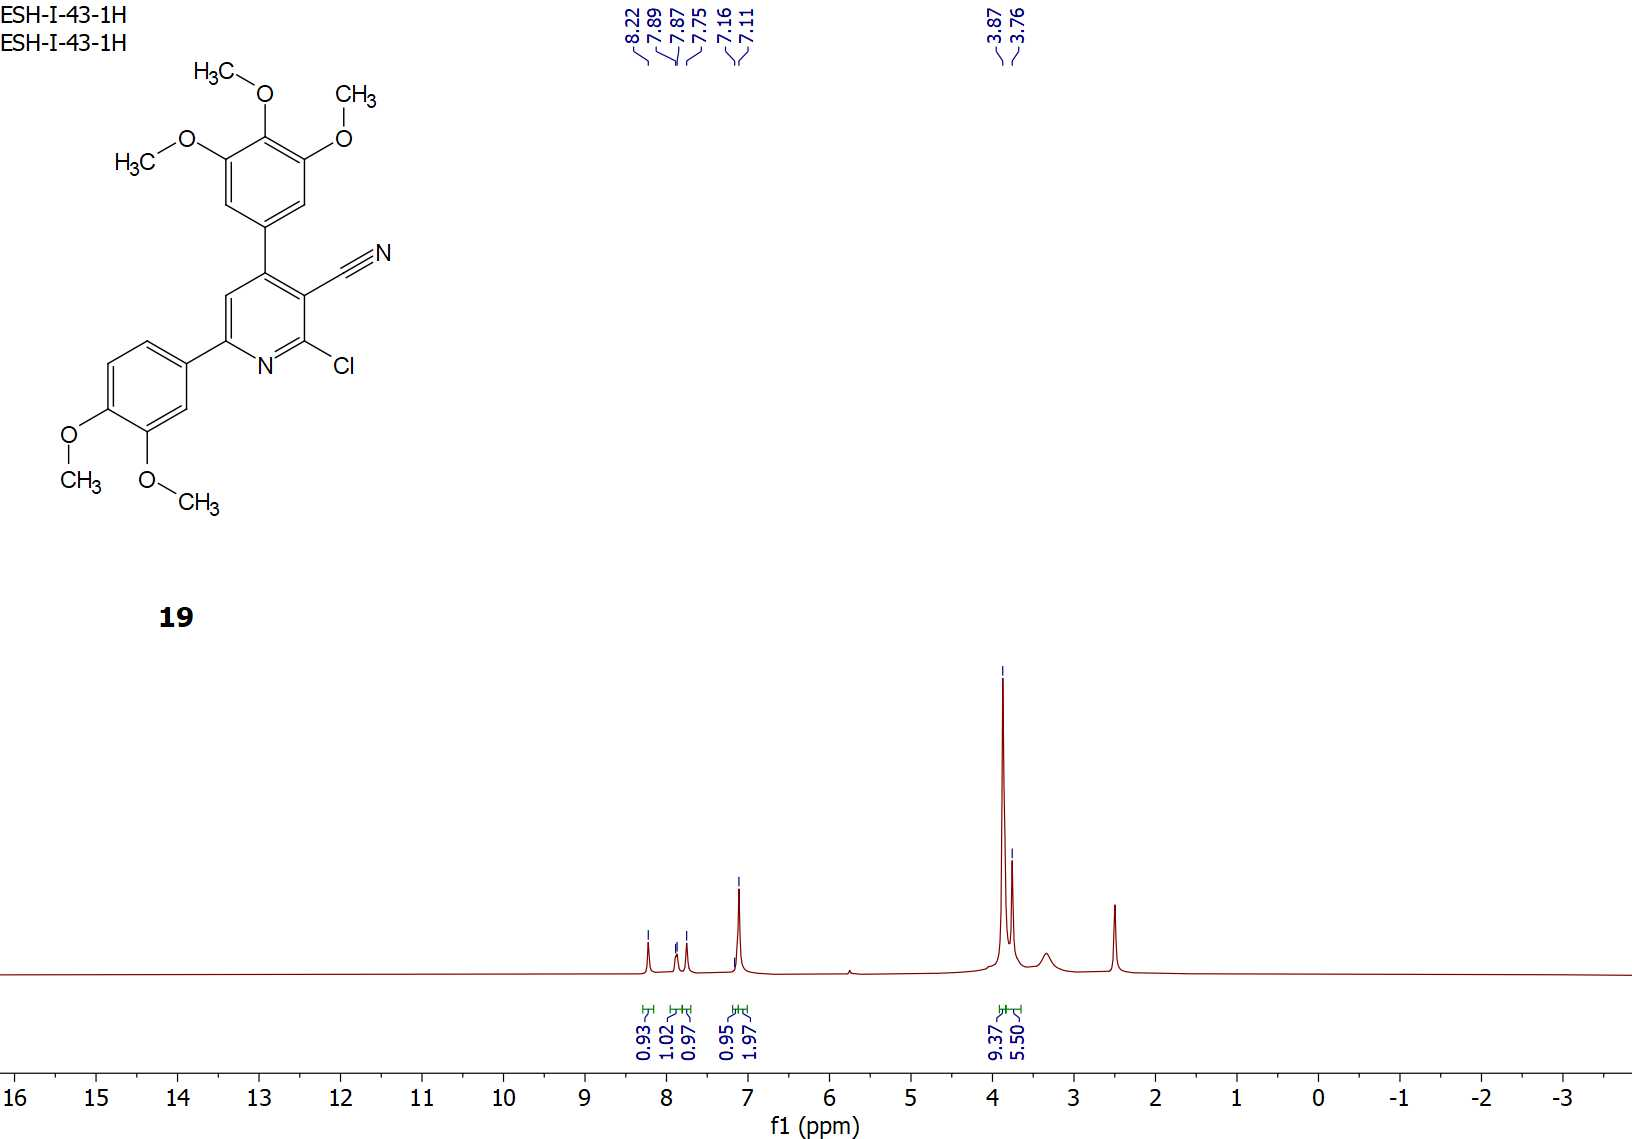 ESH-I-43-1H
ESH-I-43-1H
8.22
7.89
7.87
7.75
7.16
7.11
3.87
3.76
H3C
O
CH3
O
O
H3C
N
N
Cl
O
CH3
O
CH3
19
0.93
1.02
0.97
0.95
1.97
9.37
5.50
16 15 14 13 12 11 10 9 8 7 6 5 4 3 2 1 0 -1 -2 -3
f1 (ppm)